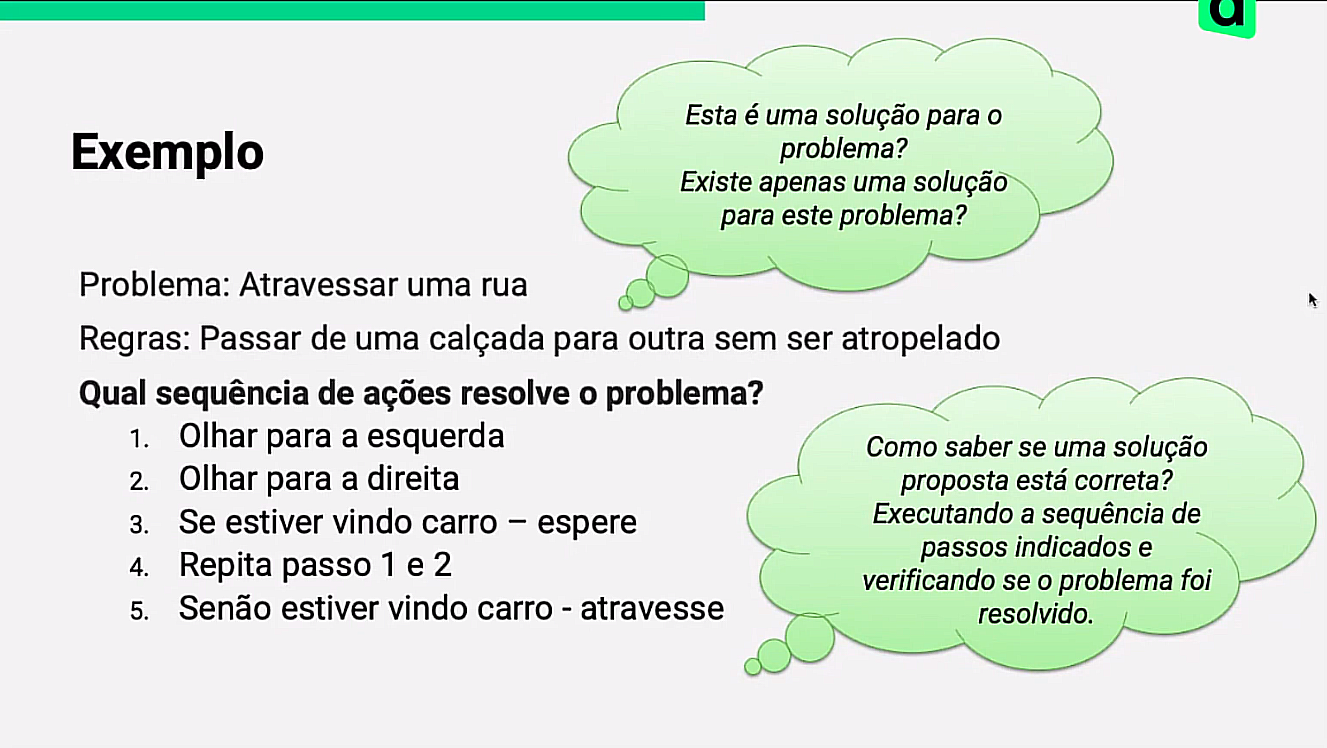 d
Exemplo
Esta é uma solução para o
problema?
Existe apenas uma solução
para este problema?
Problema: Atravessar uma rua
Regras: Passar de uma calçada para outra sem ser atropelado
Qual sequência de ações resolve o problema?
1. Olhar para a esquerda
2. Olhar para a direita
3. Se estiver vindo carro – espere
4. Repita passo 1 e 2
5. Senão estiver vindo carro - atravesse
Como saber se uma solução
proposta está correta?
Executando a sequência de
passos indicados e
verificando se o problema foi
resolvido.